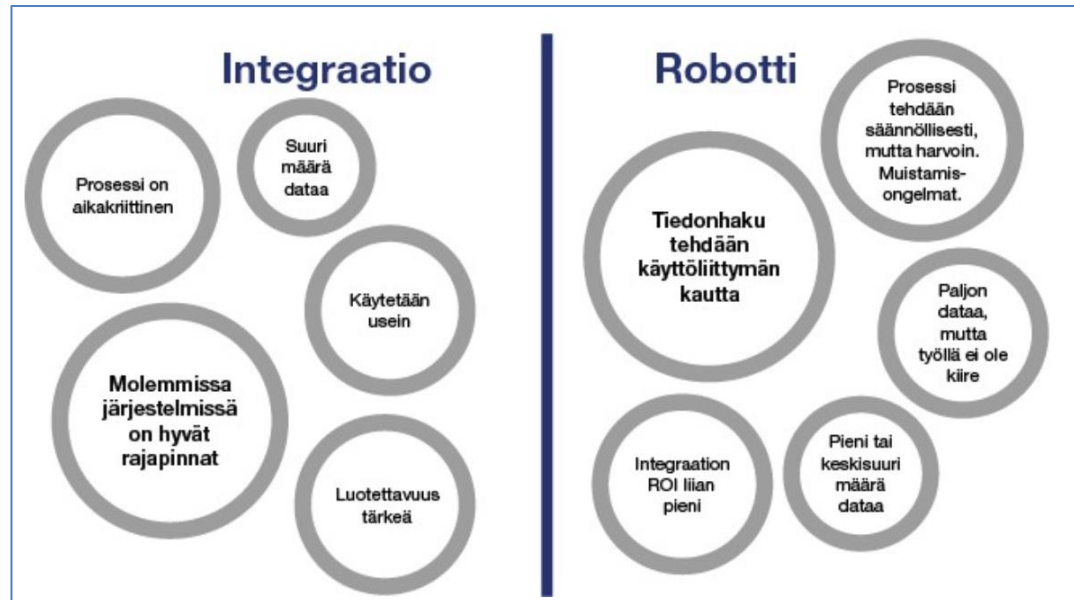 Integraatio
Prosessi on
aikakriittinen
Suuri
määrä
dataa
Käytetään
usein
Molemmissa
järjestelmissä
on hyvät
rajapinnat
Luotettavuus
tärkeä
Robotti
Prosessi
tehdään
säännöllisesti,
mutta harvoin.
Muistamis-
ongelmat.
Tiedonhaku
tehdään
käyttöliittymän
kautta
Paljon
dataa,
mutta
työllä ei ole
kiire
Integraation
ROI liian
pieni
Pieni tai
keskisuuri
määrä
dataa